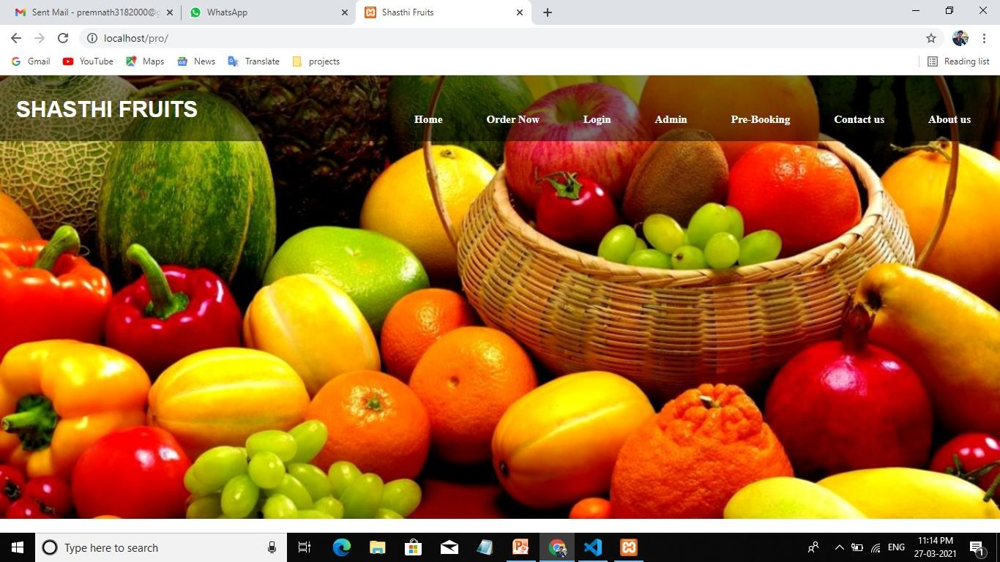 Sent Mail - premnath3182000@g
WhatsApp
Shasthi Fruits
localhost/pro/
Gmail YouTube Maps News Translate projects Reading list
SHASTHI FRUITS
Home Order Now Login Admin Pre-Booking Contact us About us
Type here to search
ENG
11:14 PM
27-03-2021
1